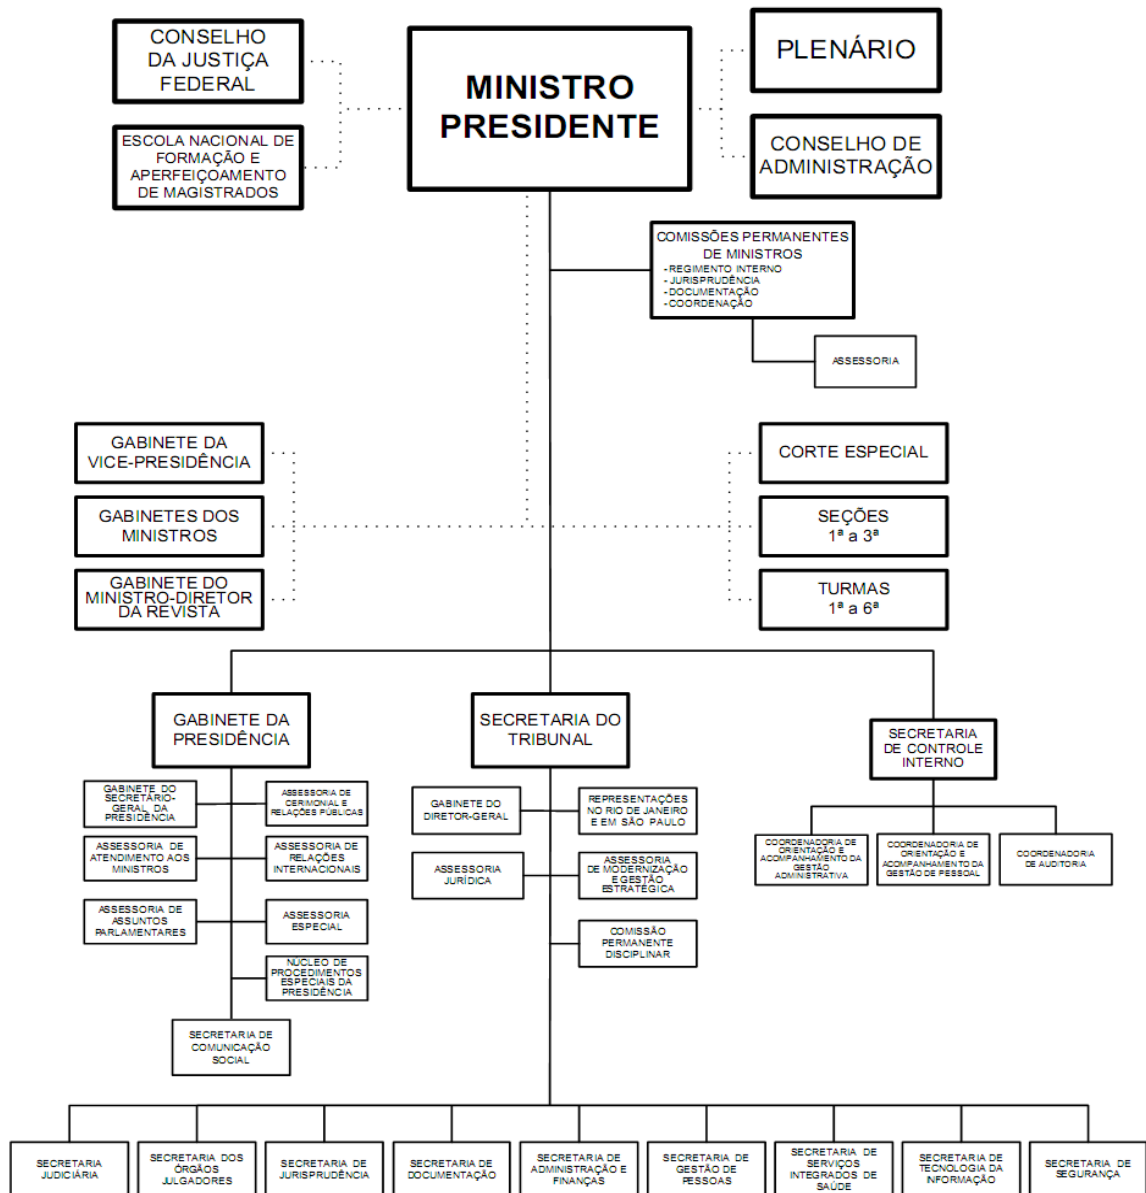 CONSELHO
DA JUSTIÇA
FEDERAL
ESCOLA NACIONAL DE
FORMAÇÃO E
APERFEIÇOAMENTO
DE MAGISTRADOS
MINISTRO
PRESIDENTE
PLENÁRIO
CONSELHO DE
ADMINISTRAÇÃO
COMISSÕES PERMANENTES
DE MINISTROS
- REGIMENTO INTERNO
- JURISPRUDÊNCIA
- DOCUMENTAÇÃO
- COORDENAÇÃO
ASSESSORIA
GABINETE DA
VICE-PRESIDÊNCIA
GABINETES DOS
MINISTROS
GABINETE DO
MINISTRO-DIRETOR
DA REVISTA
CORTE ESPECIAL
SEÇÕES
1ª a 3ª
TURMAS
1ª a 6ª
GABINETE DA
PRESIDÊNCIA
SECRETARIA DO
TRIBUNAL
SECRETARIA
DE CONTROLE
INTERNO
GABINETE DO
SECRETÁRIO-
GERAL DA
PRESIDÊNCIA
ASSESSORIA DE
CERIMONIAL E
RELAÇÕES PÚBLICAS
ASSESSORIA DE
ATENDIMENTO AOS
MINISTROS
ASSESSORIA DE
RELAÇÕES
INTERNACIONAIS
ASSESSORIA DE
ASSUNTOS
PARLAMENTARES
ASSESSORIA
ESPECIAL
NÚCLEO DE
PROCEDIMENTOS
ESPECIAIS DA
PRESIDÊNCIA
SECRETARIA DE
COMUNICAÇÃO
SOCIAL
GABINETE DO
DIRETOR-GERAL
REPRESENTAÇÕES
NO RIO DE JANEIRO
E EM SÃO PAULO
ASSESSORIA
JURÍDICA
ASSESSORIA
DE MODERNIZAÇÃO
E GESTÃO
ESTRATÉGICA
COMISSÃO
PERMANENTE
DISCIPLINAR
COORDENADORIA DE
ORIENTAÇÃO E
ACOMPANHAMENTO DA
GESTÃO
ADMINISTRATIVA
COORDENADORIA DE
ORIENTAÇÃO E
ACOMPANHAMENTO DA
GESTÃO DE PESSOAL
COORDENADORIA
DE AUDITORIA
SECRETARIA
JUDICIÁRIA
SECRETARIA DOS
ÓRGÃOS
JULGADORES
SECRETARIA DE
JURISPRUDÊNCIA
SECRETARIA DE
DOCUMENTAÇÃO
SECRETARIA DE
ADMINISTRAÇÃO E
FINANÇAS
SECRETARIA DE
GESTÃO DE
PESSOAS
SECRETARIA DE
SERVIÇOS
INTEGRADOS DE
SAÚDE
SECRETARIA DE
TECNOLOGIA DA
INFORMAÇÃO
SECRETARIA DE
SEGURANÇA